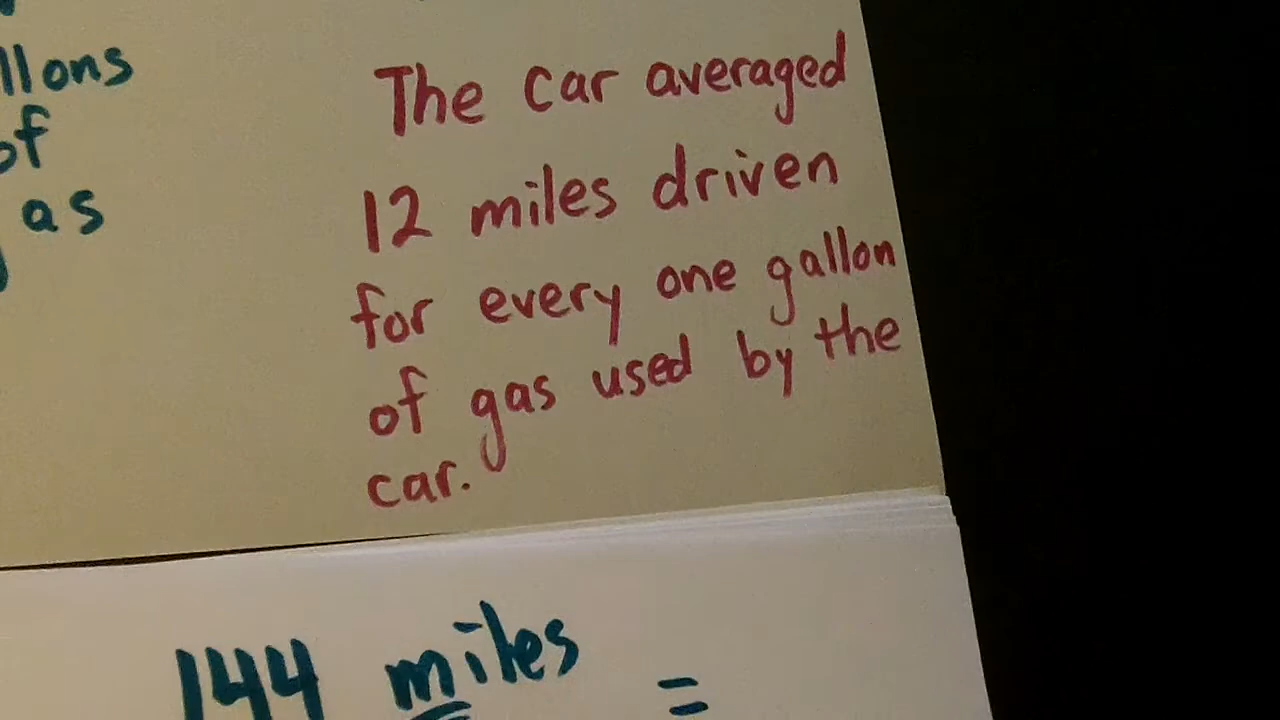 llons
of
as
The car averaged
12 miles driven
for every one gallon
of gas used by the
car.
144 miles =